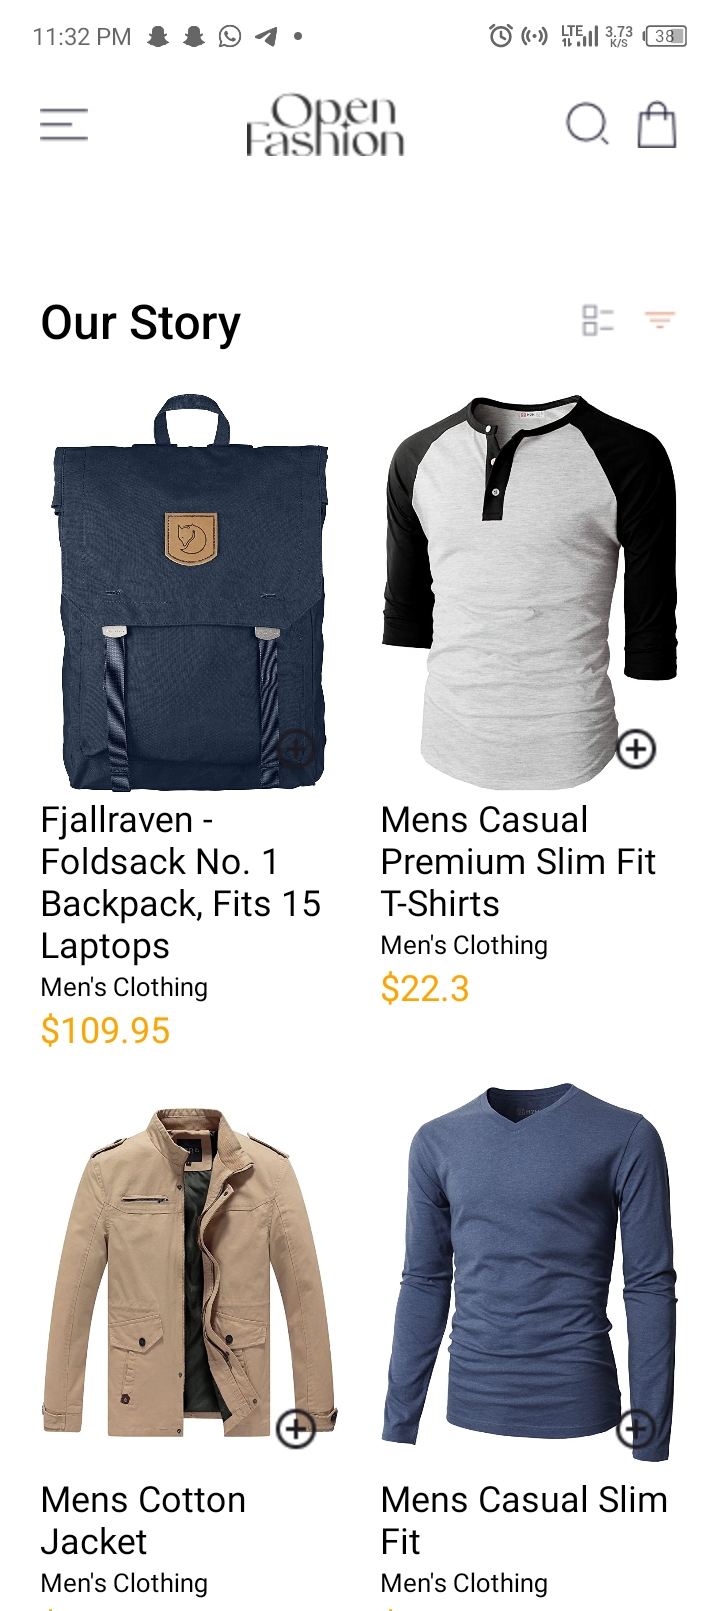 11:32 PM
LTE
3.73
K/S
38
Open
Fashion
Our Story
Fjallraven -
Foldsack No. 1
Backpack, Fits 15
Laptops
Men's Clothing
$109.95
Mens Casual
Premium Slim Fit
T-Shirts
Men's Clothing
$22.3
Mens Cotton
Jacket
Men's Clothing
Mens Casual Slim
Fit
Men's Clothing